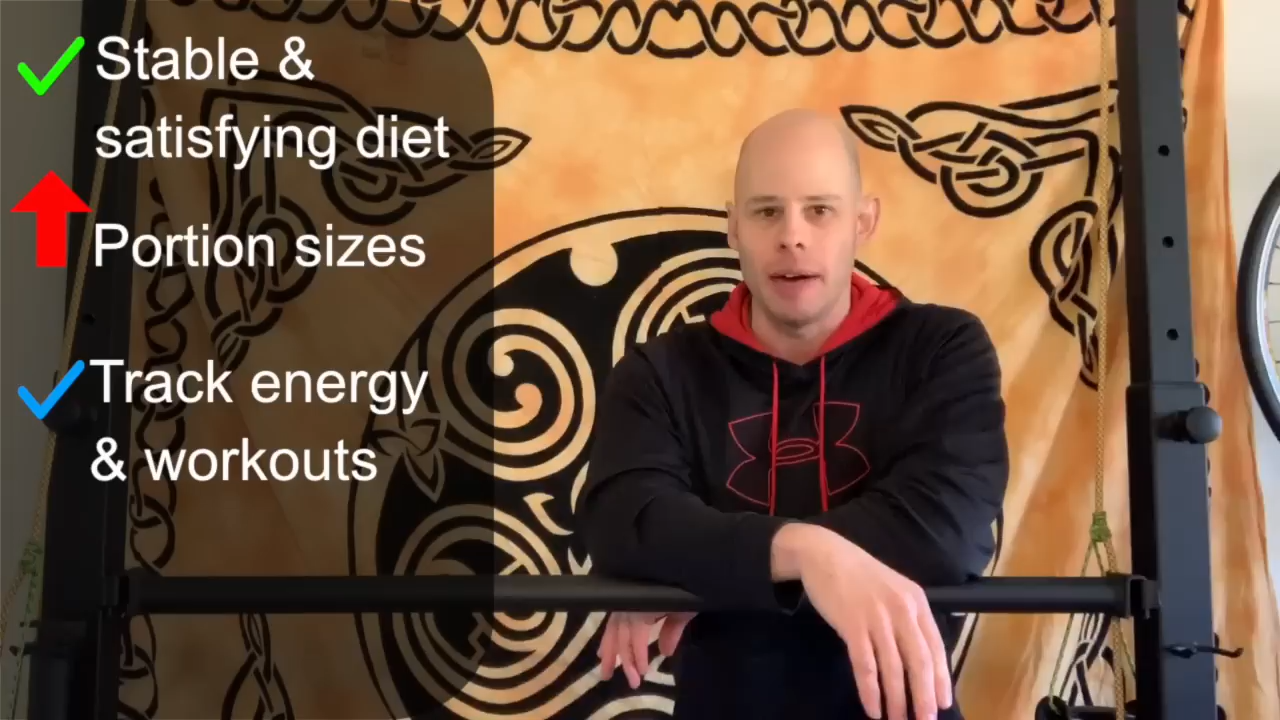 Stable &
satisfying diet
Portion sizes
Track energy
& workouts